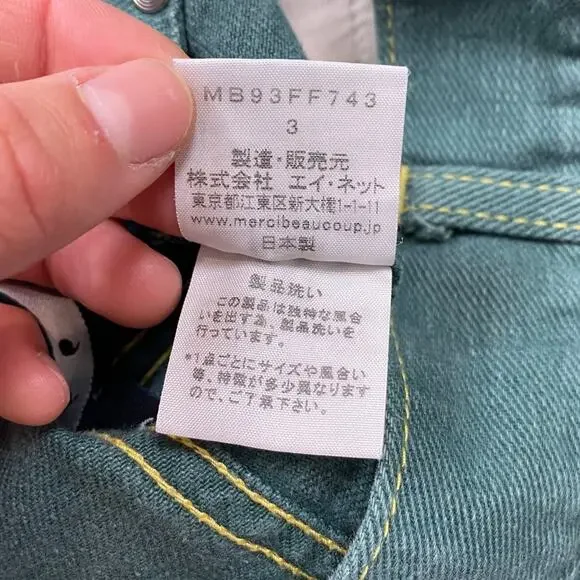 MB93FF743
3
製造・販売元
株式会社 エイ・ネット
東京都江東区新大橋1-1-11
www.mercibeaucoup.jp
日本製
製品洗い
この製品は独特な風合
いを出す為、製品洗いを
行っています。
*1点ごとにサイズや風合い
等、特徴が多少異なります
ので、ご了承下さい。